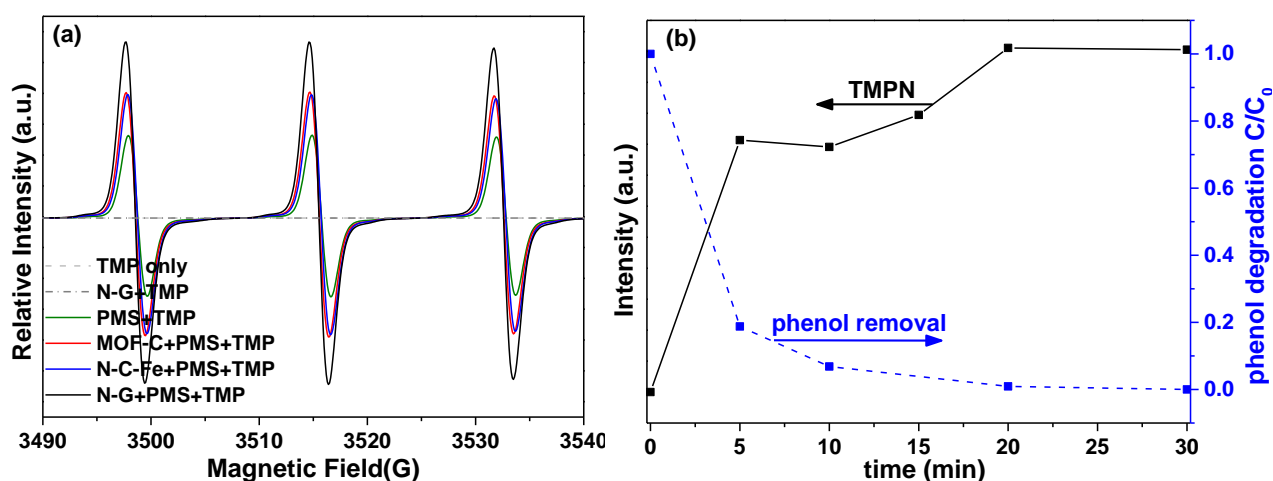 (a)
Relative Intensity (a.u.)
TMP only
N-G+TMP
PMS+TMP
MOF-C+PMS+TMP
N-C-Fe+PMS+TMP
N-G+PMS+TMP
3490 3500 3510 3520 3530 3540
Magnetic Field(G)
(b)
Intensity (a.u.)
TMPN
phenol removal
1.0
0.8
0.6
0.4
0.2
0.0
phenol degradation C/C₀
0 5 10 15 20 25 30
time (min)